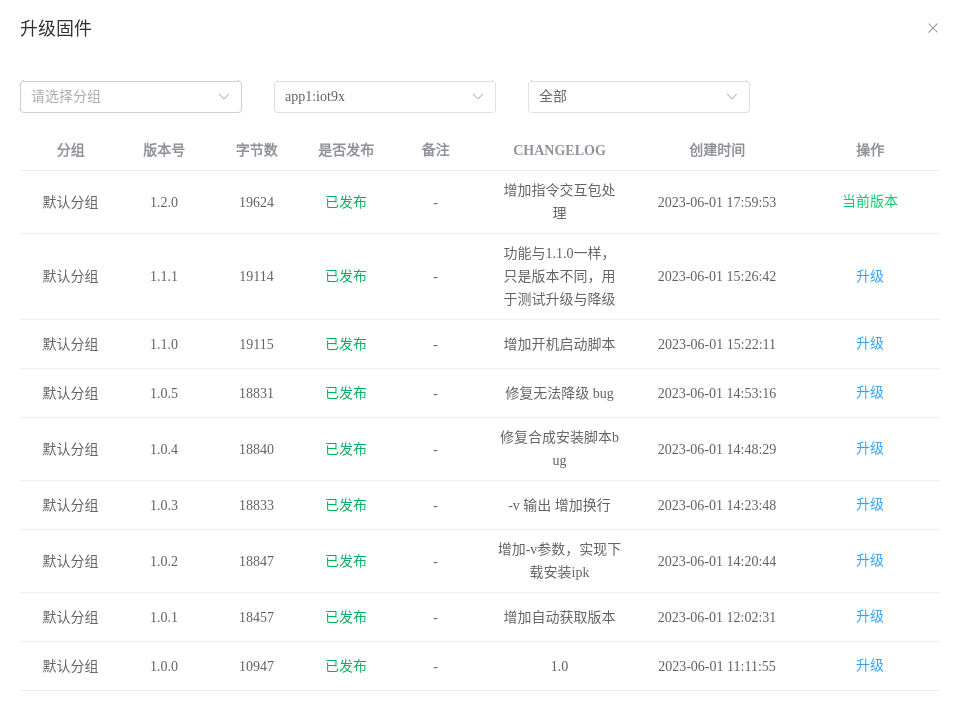 升级固件
请选择分组 app1:iot9x 全部
分组 版本号 字节数 是否发布 备注 CHANGELOG 创建时间 操作
默认分组 1.2.0 19624 已发布 - 增加指令交互包处 2023-06-01 17:59:53 当前版本
理
功能与1.1.0一样，
默认分组 1.1.1 19114 已发布 - 只是版本不同，用 2023-06-01 15:26:42 升级
于测试升级与降级
默认分组 1.1.0 19115 已发布 - 增加开机启动脚本 2023-06-01 15:22:11 升级
默认分组 1.0.5 18831 已发布 - 修复无法降级 bug 2023-06-01 14:53:16 升级
默认分组 1.0.4 18840 已发布 - 修复合成安装脚本b 2023-06-01 14:48:29 升级
ug
默认分组 1.0.3 18833 已发布 - -v 输出 增加换行 2023-06-01 14:23:48 升级
默认分组 1.0.2 18847 已发布 - 增加-v参数，实现下 2023-06-01 14:20:44 升级
载安装ipk
默认分组 1.0.1 18457 已发布 - 增加自动获取版本 2023-06-01 12:02:31 升级
默认分组 1.0.0 10947 已发布 - 1.0 2023-06-01 11:11:55 升级